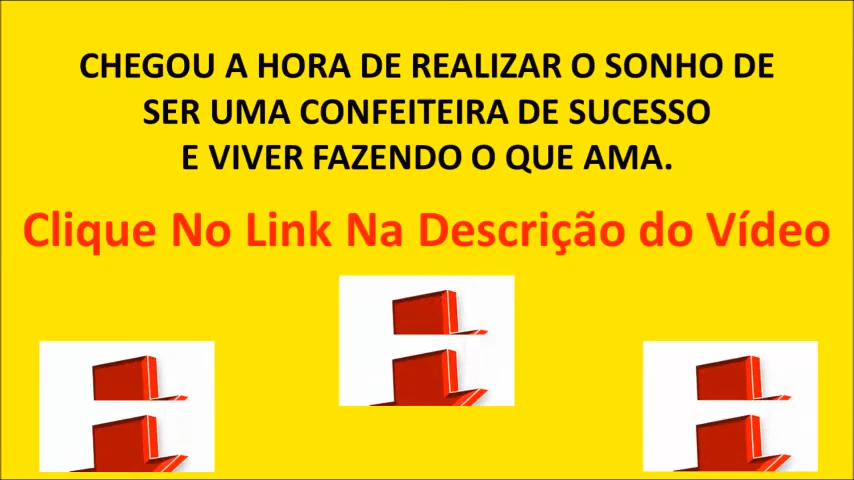 CHEGOU A HORA DE REALIZAR O SONHO DE
SER UMA CONFEITEIRA DE SUCESSO
E VIVER FAZENDO O QUE AMA.
Clique No Link Na Descrição do Vídeo